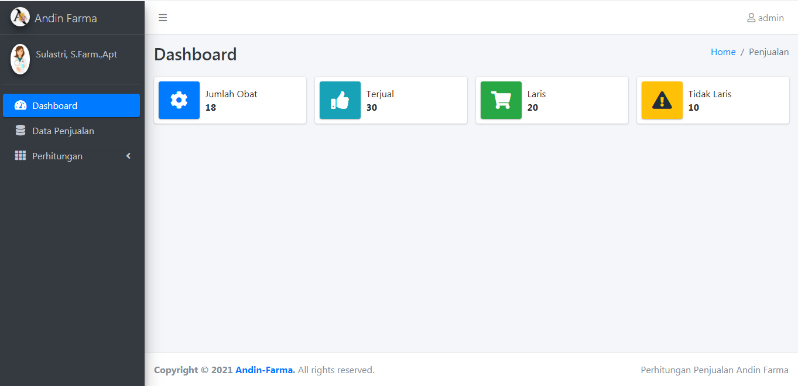 Andin Farma
admin
Sulastri, S.Farm.,Apt
Dashboard
Data Penjualan
Perhitungan
Dashboard
Home / Penjualan
Jumlah Obat
18
Terjual
30
Laris
20
Tidak Laris
10
Copyright © 2021 Andin-Farma. All rights reserved.
Perhitungan Penjualan Andin Farma